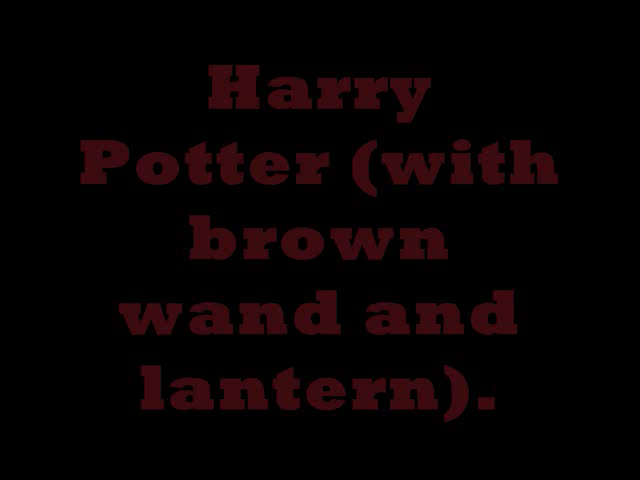 Harry
Potter (with
brown
wand and
lantern).